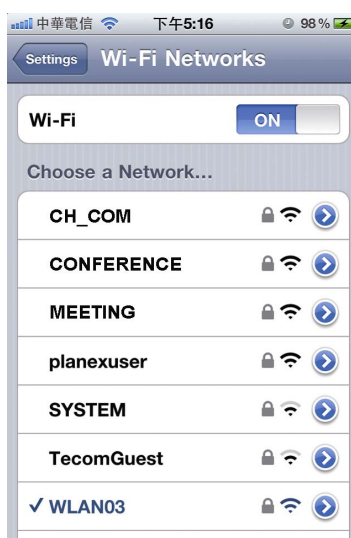 中華電信 下午5:16 98%
Settings Wi-Fi Networks
Wi-Fi ON
Choose a Network...
CH_COM
CONFERENCE
MEETING
planexuser
SYSTEM
TecomGuest
WLAN03